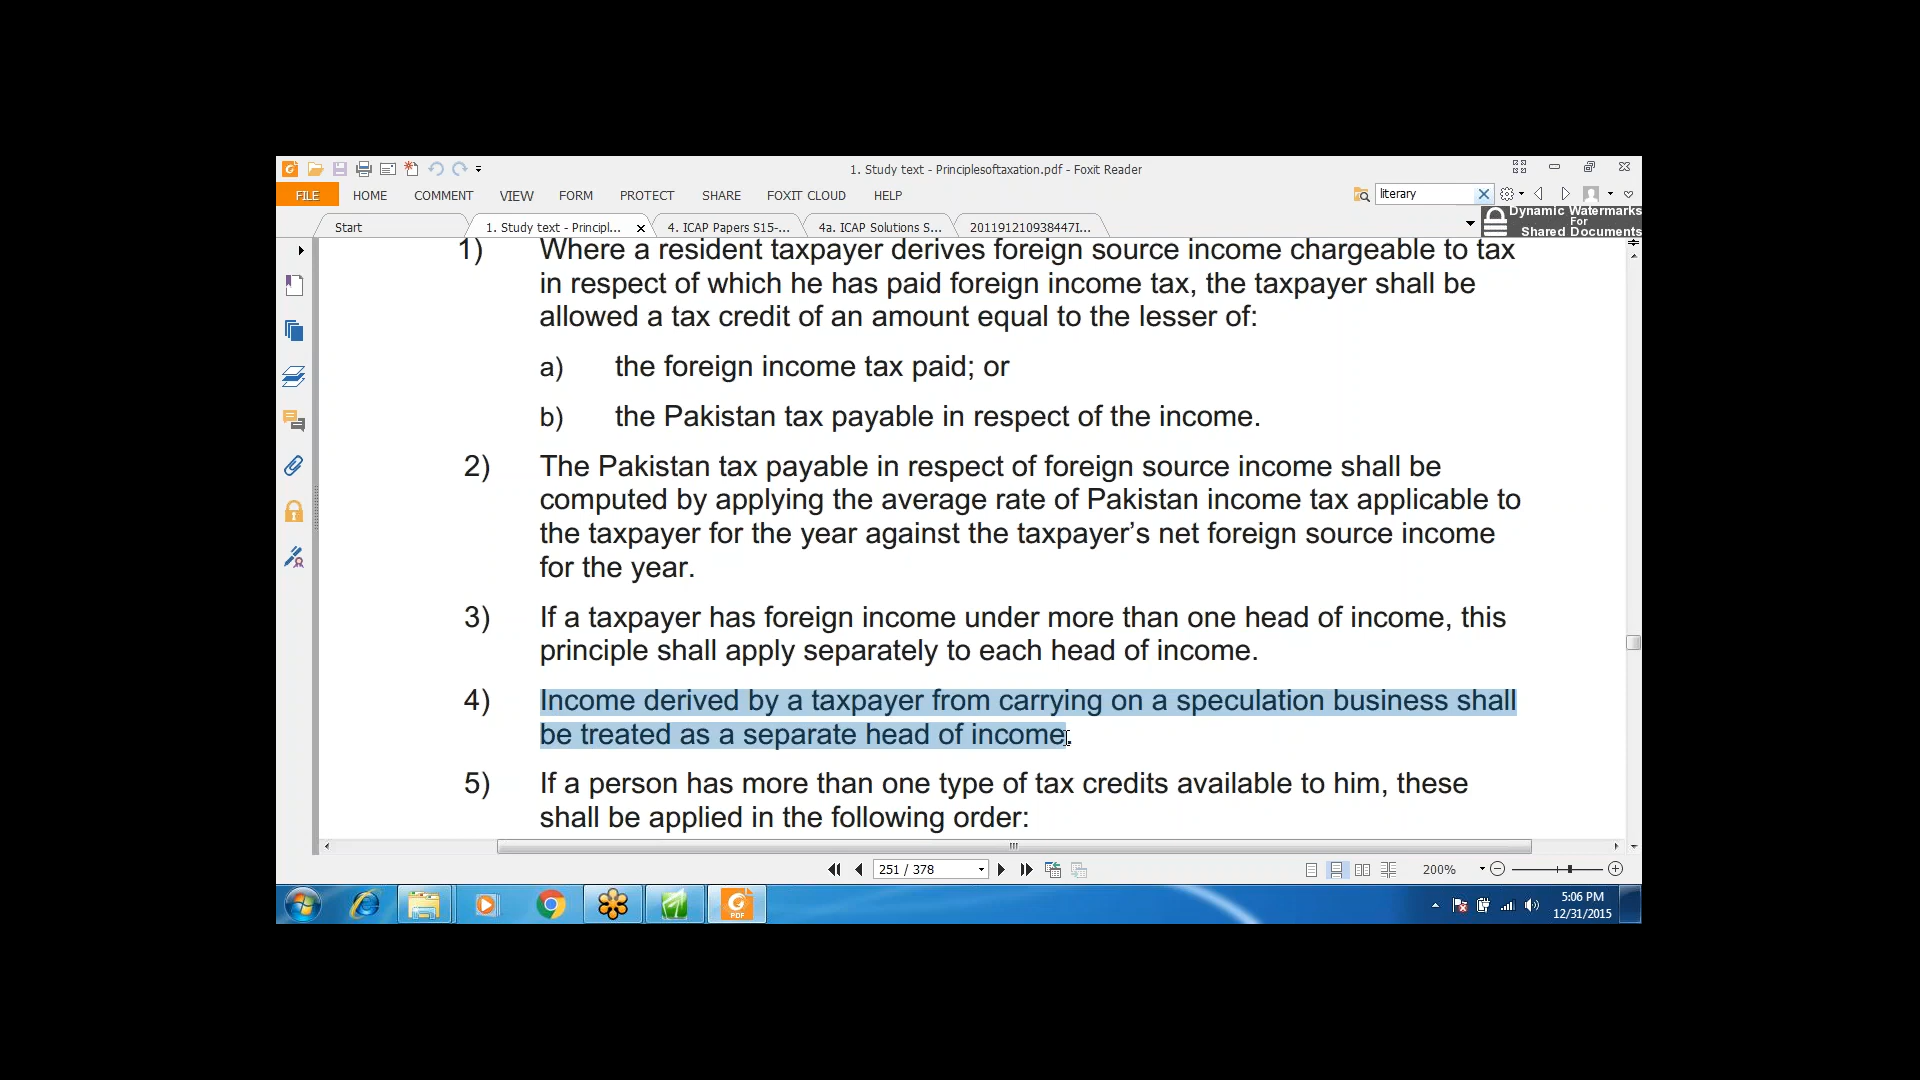 1. Study text - Principlesoftaxation.pdf - Foxit Reader
FILE HOME COMMENT VIEW FORM PROTECT SHARE FOXIT CLOUD HELP literary
Start 1. Study text - Principl... 4. ICAP Papers S15-... 4a. ICAP Solutions S... 201191210938447I...
Dynamic Watermarks
For
Shared Documents
1) Where a resident taxpayer derives foreign source income chargeable to tax
in respect of which he has paid foreign income tax, the taxpayer shall be
allowed a tax credit of an amount equal to the lesser of:
a) the foreign income tax paid; or
b) the Pakistan tax payable in respect of the income.
2) The Pakistan tax payable in respect of foreign source income shall be
computed by applying the average rate of Pakistan income tax applicable to
the taxpayer for the year against the taxpayer’s net foreign source income
for the year.
3) If a taxpayer has foreign income under more than one head of income, this
principle shall apply separately to each head of income.
4) Income derived by a taxpayer from carrying on a speculation business shall
be treated as a separate head of income.
5) If a person has more than one type of tax credits available to him, these
shall be applied in the following order:
251 / 378 200%
PDF
5:06 PM
12/31/2015